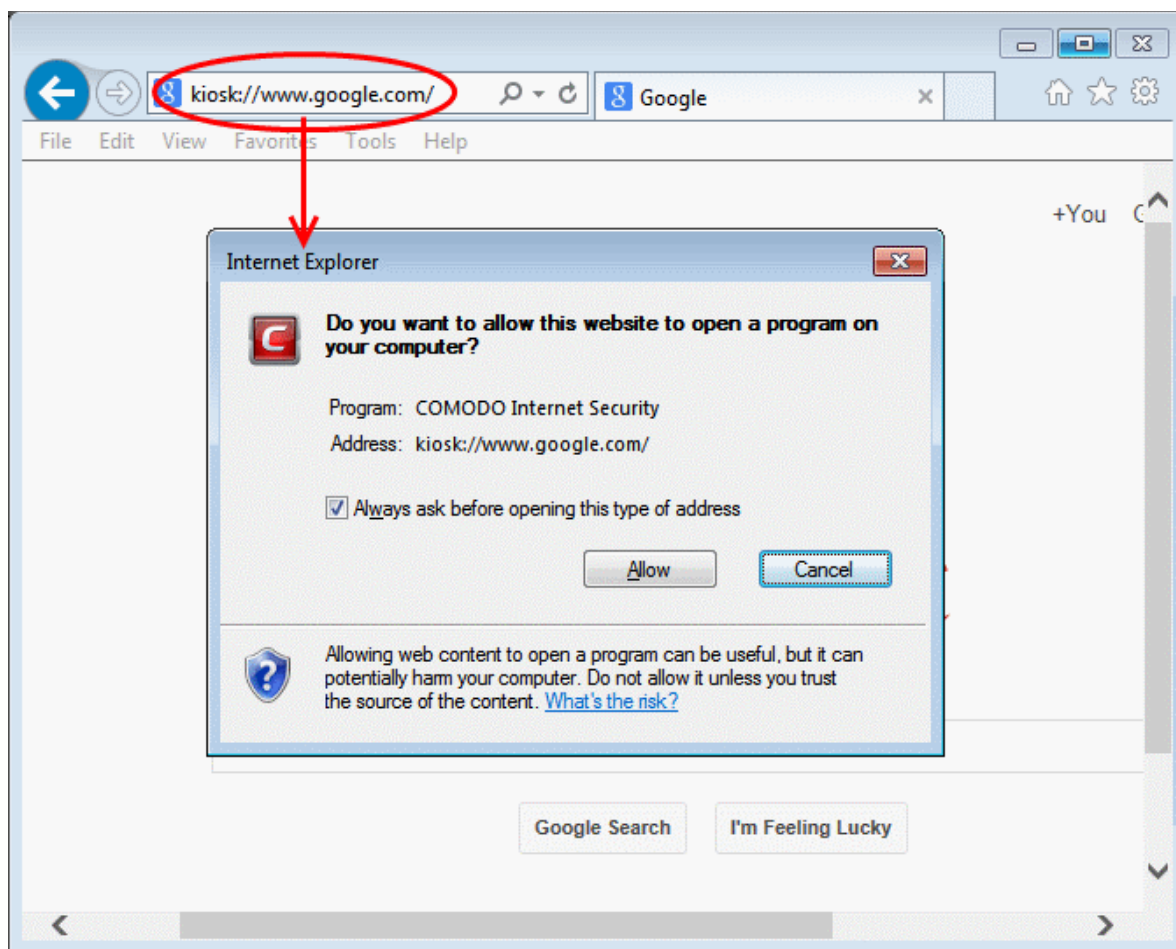 kiosk://www.google.com/
Google
File Edit View Favorites Tools Help
+You G
Internet Explorer
Do you want to allow this website to open a program on
your computer?
Program: COMODO Internet Security
Address: kiosk://www.google.com/
Always ask before opening this type of address
Allow Cancel
Allowing web content to open a program can be useful, but it can
potentially harm your computer. Do not allow it unless you trust
the source of the content. What's the risk?
Google Search I'm Feeling Lucky